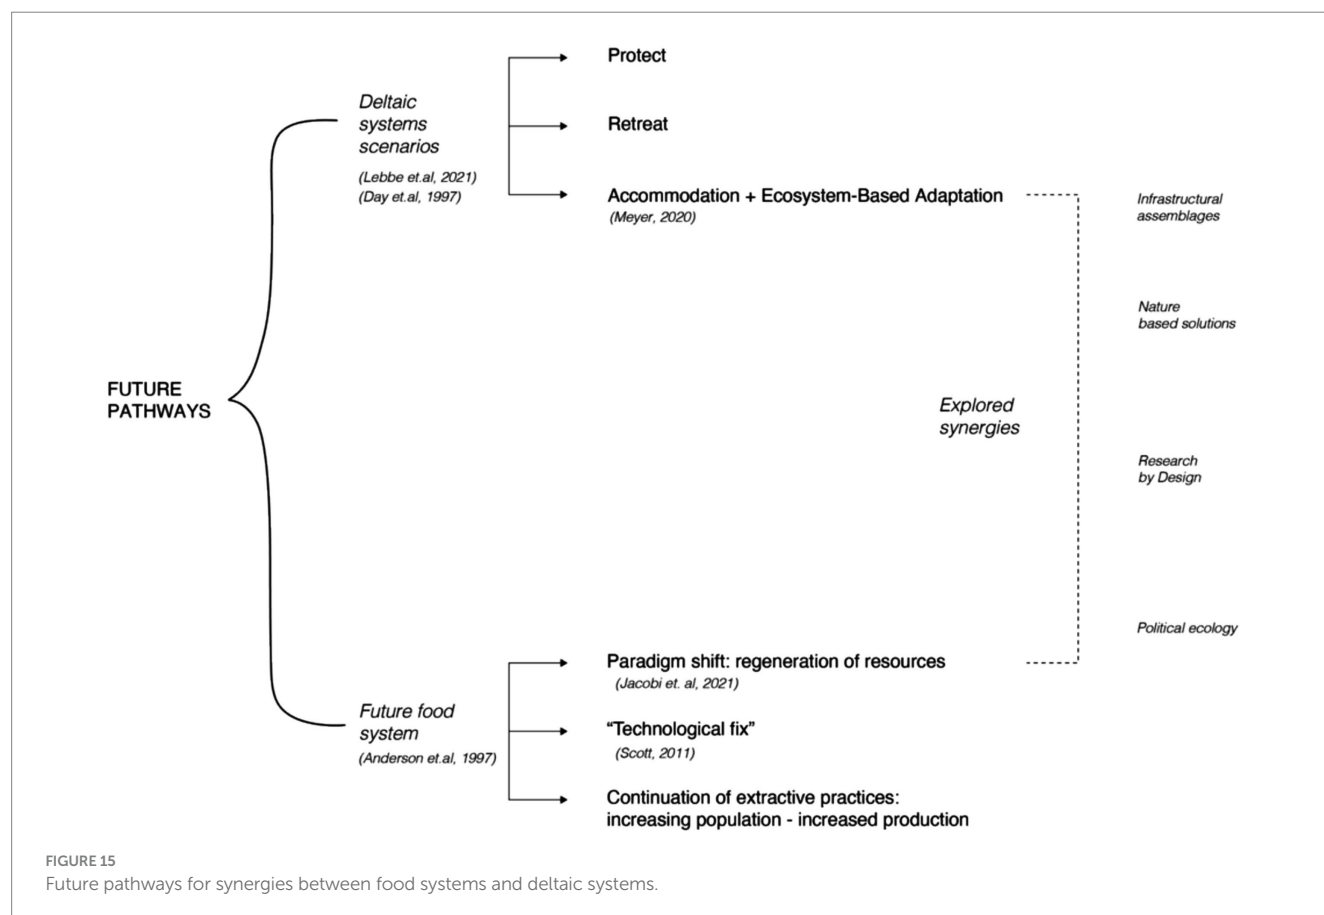 FUTURE
PATHWAYS
Deltaic
systems
scenarios
(Lebbe et.al, 2021)
(Day et.al, 1997)
Protect
Retreat
Accommodation + Ecosystem-Based Adaptation
(Meyer, 2020)
Infrastructural
assemblages
Nature
based solutions
Explored
synergies
Research
by Design
Political ecology
Future food
system
(Anderson et.al, 1997)
Paradigm shift: regeneration of resources
(Jacobi et. al, 2021)
“Technological fix”
(Scott, 2011)
Continuation of extractive practices:
increasing population - increased production
FIGURE 15
Future pathways for synergies between food systems and deltaic systems.